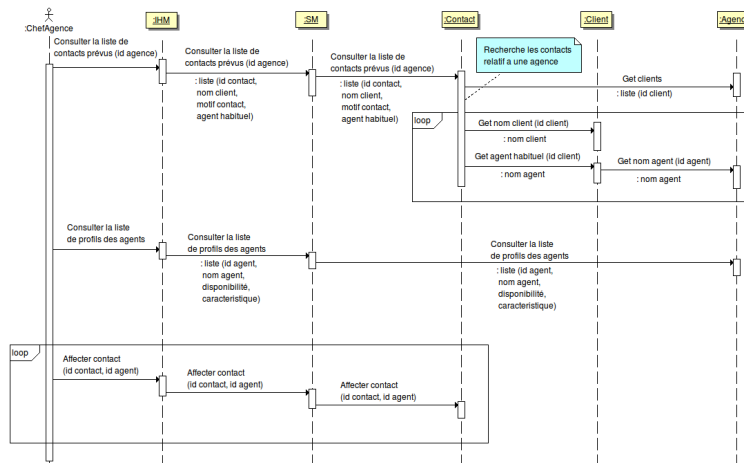 :ChefAgence
:IHM
:SM
:Contact
:Client
Consulter la liste de
contacts prévus (id agence)
Consulter la liste de
contacts prévus (id agence)
: liste (id contact,
nom client,
motif contact,
agent habituel)
Consulter la liste de
contacts prévus (id agence)
: liste (id contact,
nom client,
motif contact,
agent habituel)
Recherche les contacts
relatif a une agence
Get clients
: liste (id client)
loop
Get nom client (id client)
: nom client
Get agent habituel (id client)
: nom agent
Get nom agent (id agent)
: nom agent
Consulter la liste
de profils des agents
Consulter la liste
de profils des agents
: liste (id agent,
nom agent,
disponibilité,
caracteristique)
Consulter la liste
de profils des agents
: liste (id agent,
nom agent,
disponibilité,
caracteristique)
loop
Affecter contact
(id contact, id agent)
Affecter contact
(id contact, id agent)
Affecter contact
(id contact, id agent)